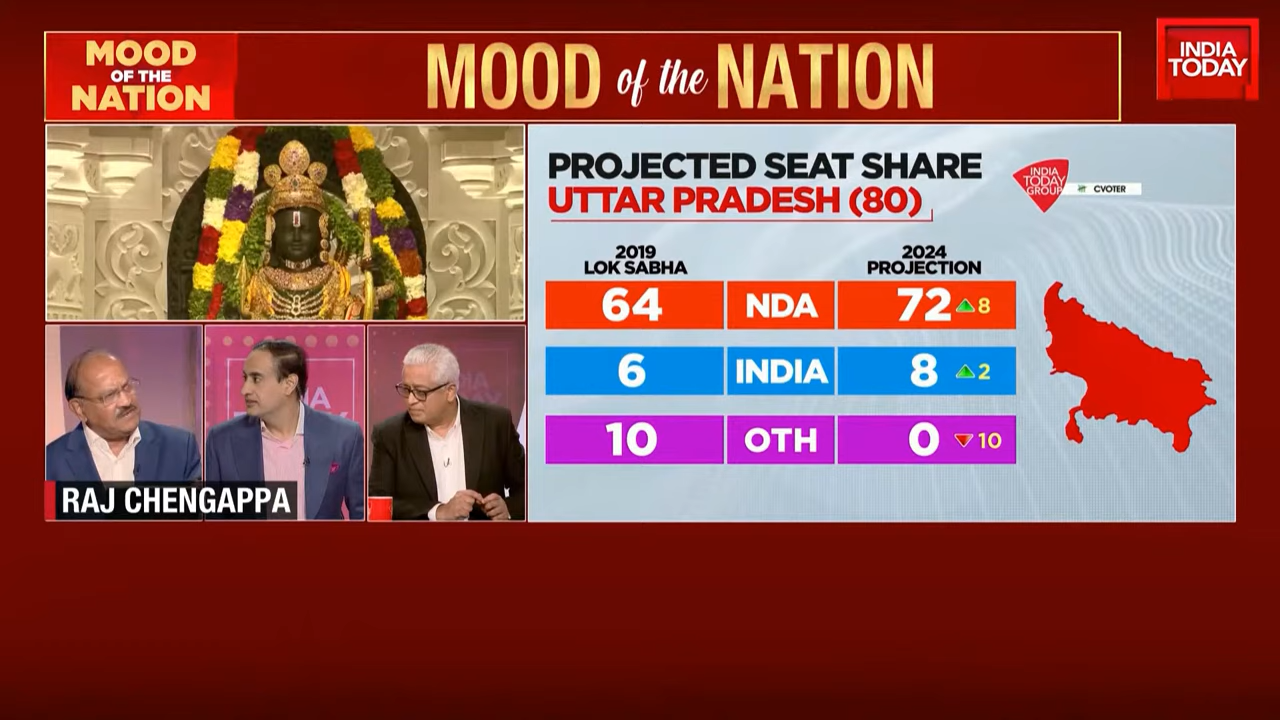 MOOD
OF THE
NATION
MOOD of the NATION
INDIA
TODAY
PROJECTED SEAT SHARE
UTTAR PRADESH (80)
INDIA
TODAY
GROUP
CVOTER
2019
LOK SABHA
2024
PROJECTION
64 NDA 72 8
6 INDIA 8 2
10 OTH 0 10
RAJ CHENGAPPA